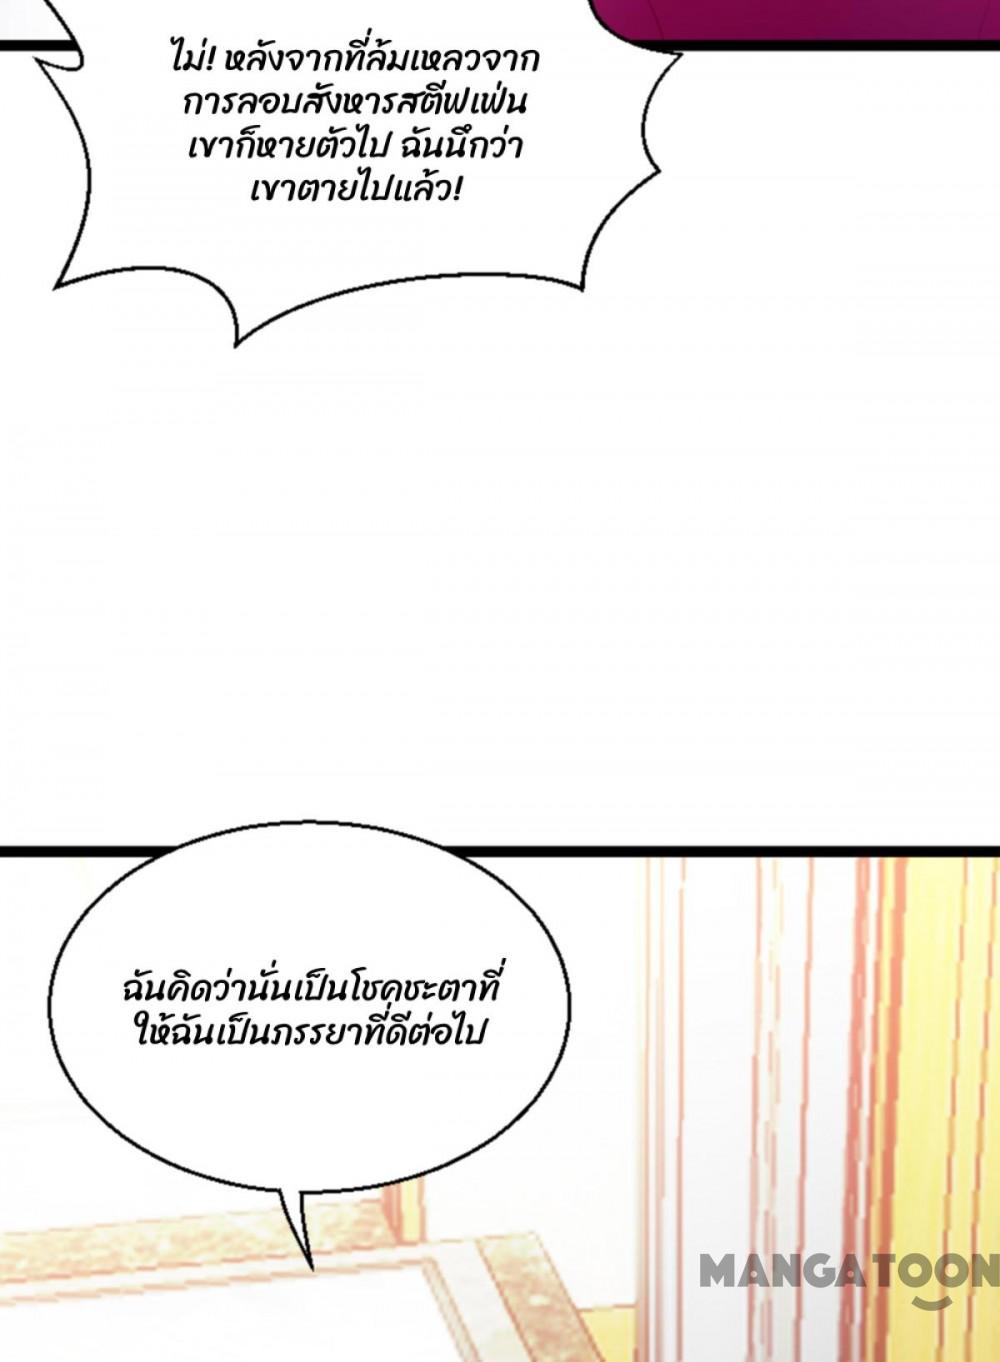 ไม่! หลังจากที่ล้มเหลวจาก
การลอบสังหารสตีฟเฟ่น
เขาก็หายตัวไป ฉันนึกว่า
เขาตายไปแล้ว!
ฉันคิดว่านั่นเป็นโชคชะตาที่
ให้ฉันเป็นภรรยาที่ดีต่อไป
MANGATOON